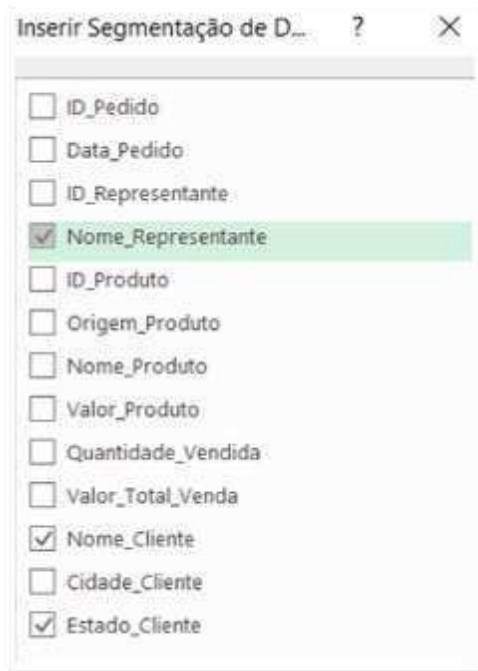 Inserir Segmentação de D... ?
ID_Pedido
Data_Pedido
ID_Representante
Nome_Representante
ID_Produto
Origem_Produto
Nome_Produto
Valor_Produto
Quantidade_Vendida
Valor_Total_Venda
Nome_Cliente
Cidade_Cliente
Estado_Cliente